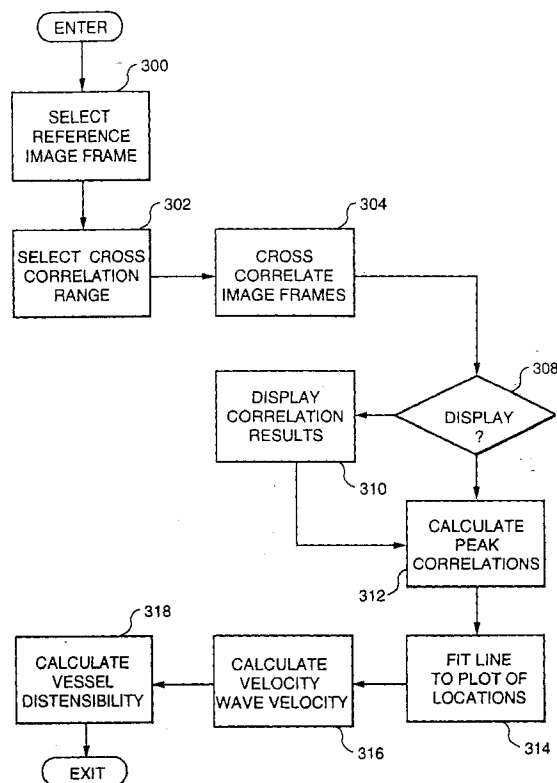 ENTER
300
SELECT
REFERENCE
IMAGE FRAME
302
SELECT CROSS
CORRELATION
RANGE
304
CROSS
CORRELATE
IMAGE FRAMES
308
DISPLAY
?
DISPLAY
CORRELATION
RESULTS
310
CALCULATE
PEAK
CORRELATIONS
312
FIT LINE
TO PLOT OF
LOCATIONS
314
CALCULATE
VELOCITY
WAVE VELOCITY
316
318
CALCULATE
VESSEL
DISTENSIBILITY
EXIT